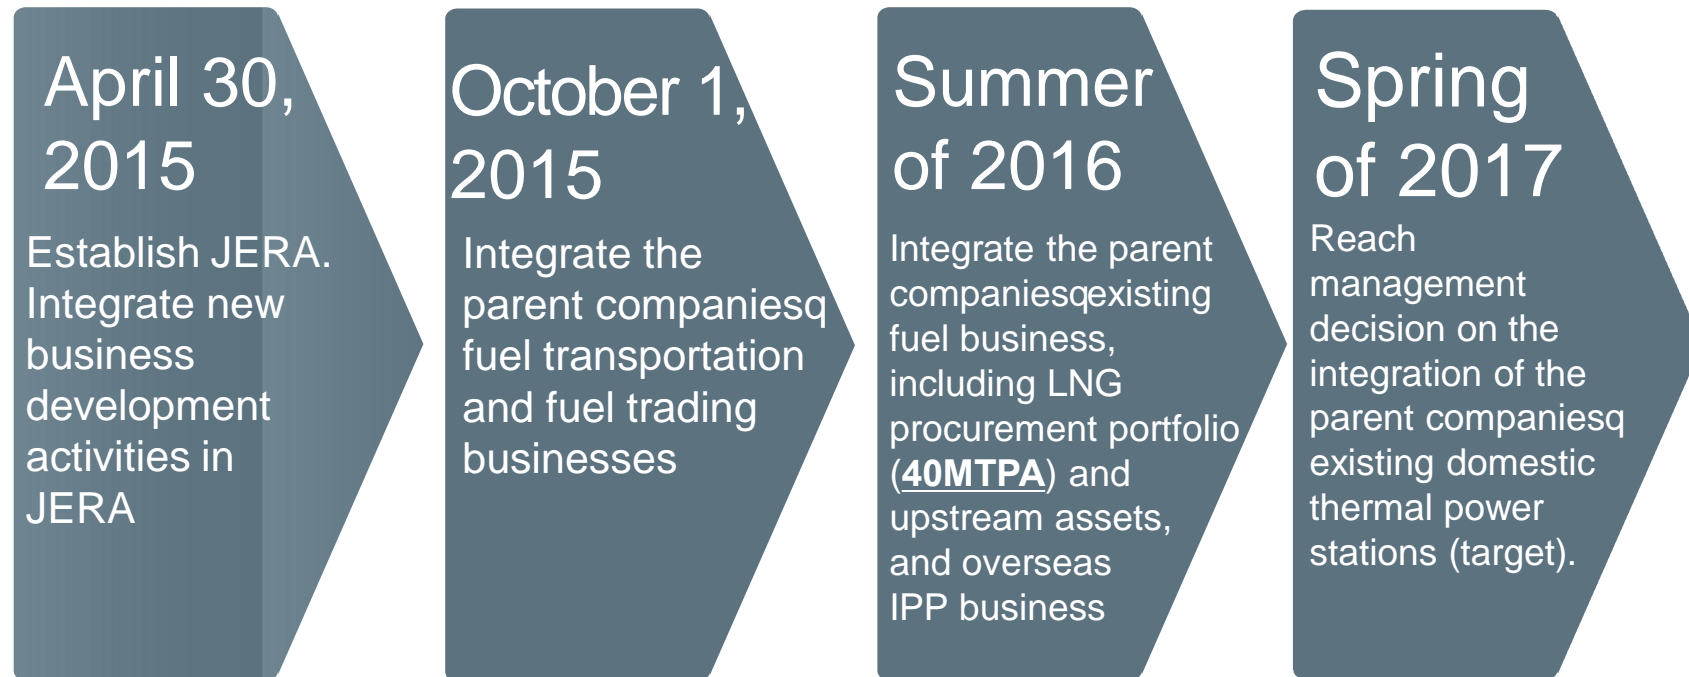 April 30,
2015
Establish JERA.
Integrate new
business
development
activities in
JERA
October 1,
2015
Integrate the
parent companiesq
fuel transportation
and fuel trading
businesses
Summer
of 2016
Integrate the parent
companiesqexisting
fuel business,
including LNG
procurement portfolio
(40MTPA) and
upstream assets,
and overseas
IPP business
Spring
of 2017
Reach
management
decision on the
integration of the
parent companiesq
existing domestic
thermal power
stations (target).